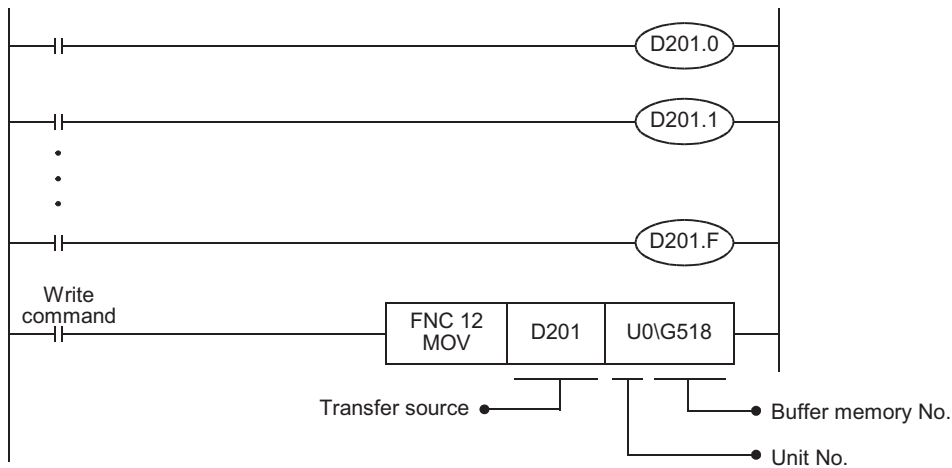 D201.0
D201.1
D201.F
Write
command
FNC 12
MOV
D201
U0\G518
Transfer source
Buffer memory No.
Unit No.